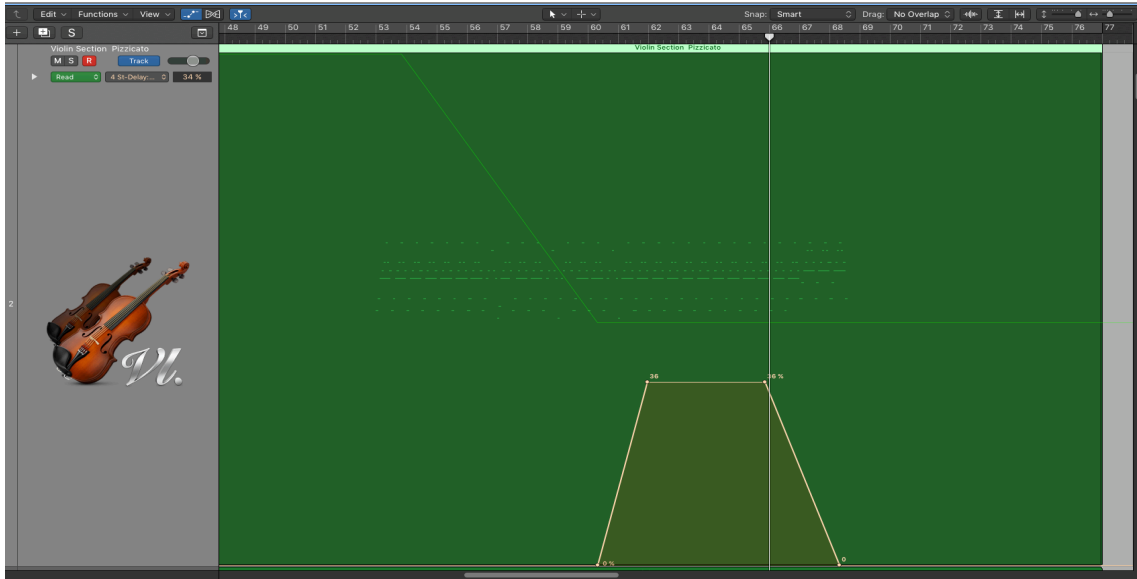 Edit Functions View Snap: Smart Drag: No Overlap
+ S 48 49 50 51 52 53 54 55 56 57 58 59 60 61 62 63 64 65 66 67 68 69 70 71 72 73 74 75 76 77
Violin Section Pizzicato Violin Section Pizzicato
M S R Track
Read 4 St-Delay:... 34 %
2
Vl.
36 36 %
0 % 0